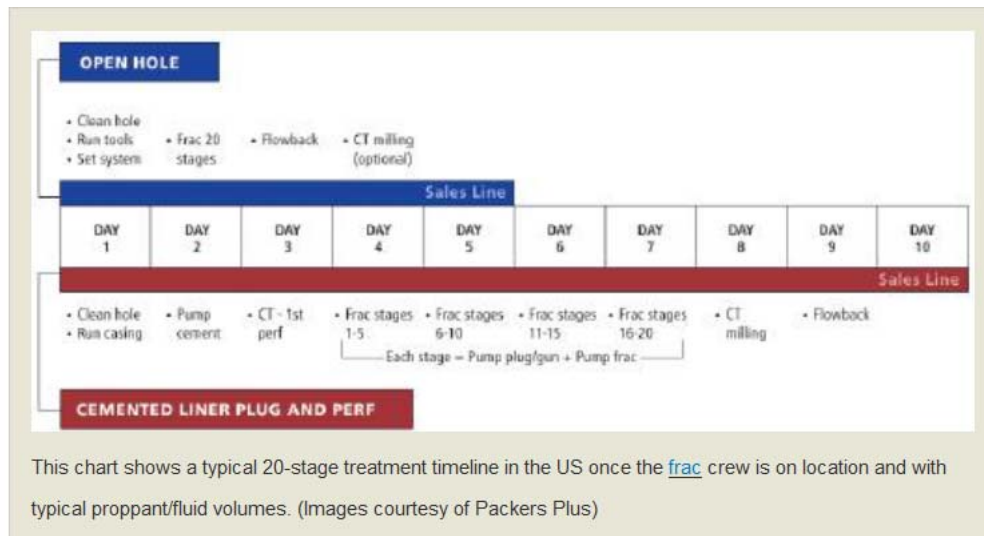 OPEN HOLE
• Clean hole
• Run tools
• Set system
• Frac 20
stages
• Flowback
• CT milling
(optional)
Sales Line
DAY
1
DAY
2
DAY
3
DAY
4
DAY
5
DAY
6
DAY
7
DAY
8
DAY
9
DAY
10
Sales Line
• Clean hole
• Run casing
• Pump
cement
• CT - 1st
perf
• Frac stages
1-5
• Frac stages
6-10
• Frac stages
11-15
• Frac stages
16-20
• CT
milling
• Flowback
Each stage = Pump plug/gun + Pump frac
CEMENTED LINER PLUG AND PERF
This chart shows a typical 20-stage treatment timeline in the US once the frac crew is on location and with
typical proppant/fluid volumes. (Images courtesy of Packers Plus)